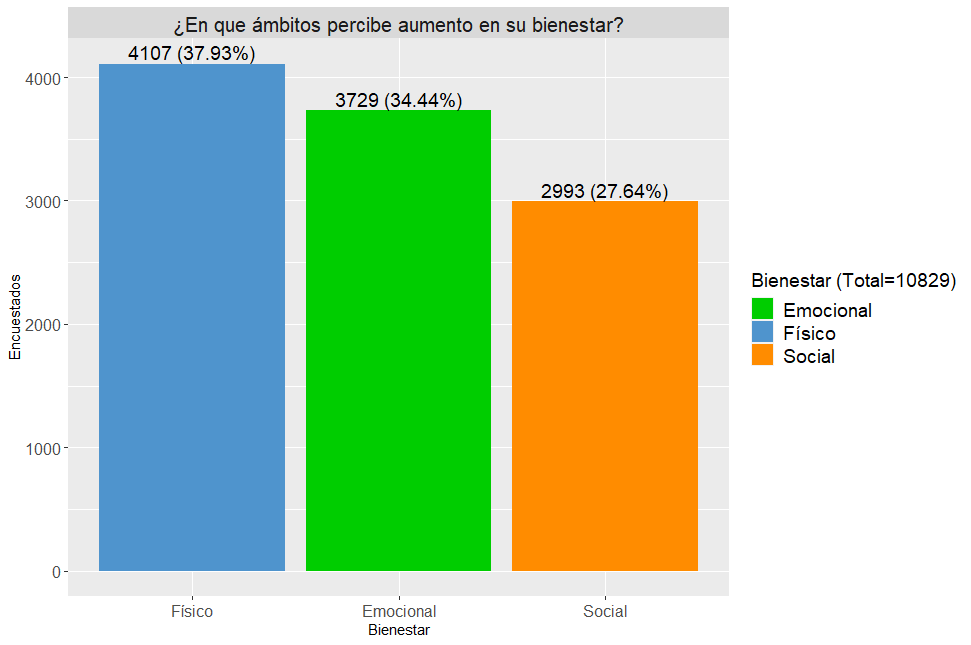 ¿En que ámbitos percibe aumento en su bienestar?
4107 (37.93%)
3729 (34.44%)
2993 (27.64%)
4000
3000
2000
1000
0
Encuestados
Físico
Emocional
Social
Bienestar
Bienestar (Total=10829)
Emocional
Físico
Social